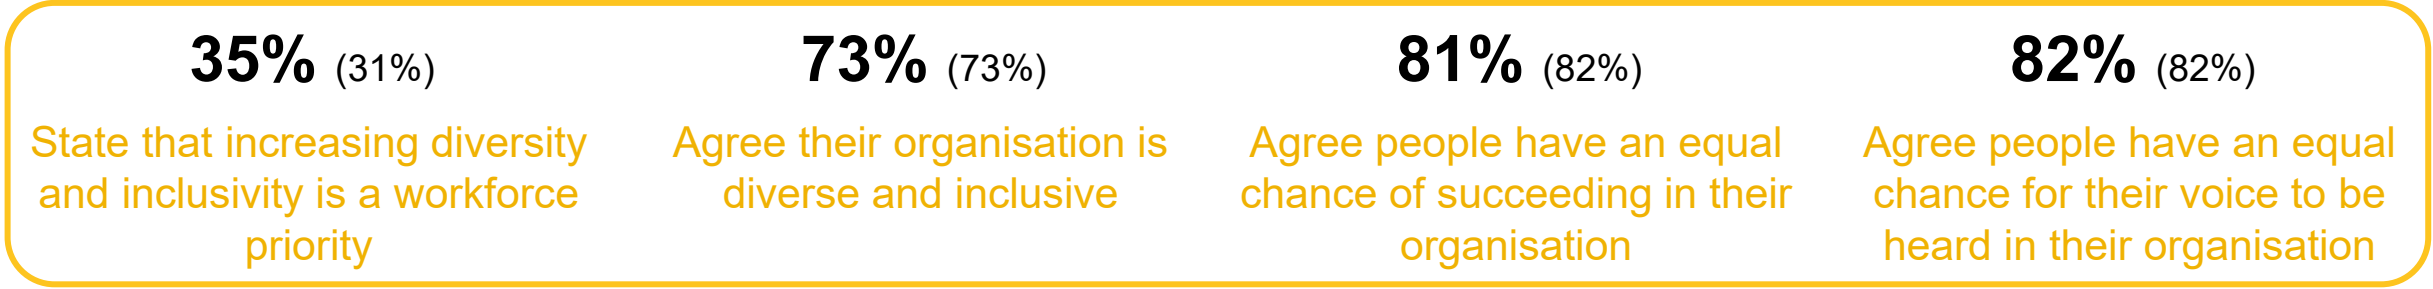 35% (31%)
State that increasing diversity
and inclusivity is a workforce
priority
73% (73%)
Agree their organisation is
diverse and inclusive
81% (82%)
Agree people have an equal
chance of succeeding in their
organisation
82% (82%)
Agree people have an equal
chance for their voice to be
heard in their organisation